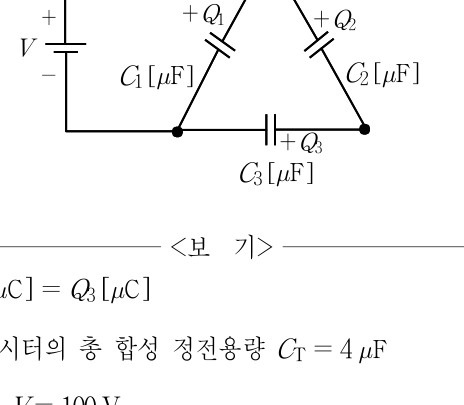 +Q₁
+Q₂
+
V
−
C₁[μF]
C₂[μF]
+Q₃
C₃[μF]
<보 기>
μC] = Q₃[μC]
시터의 총 합성 정전용량 C_T = 4 μF
V = 100 V